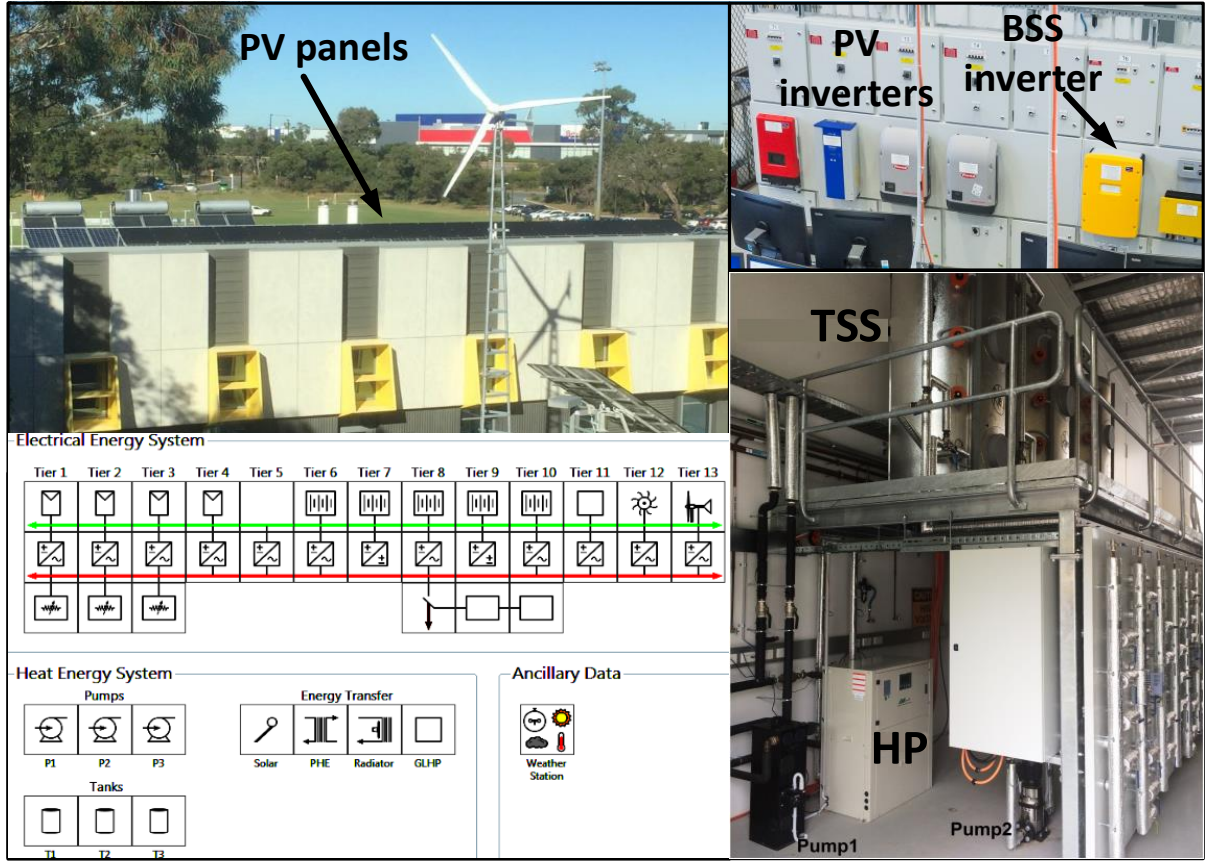 PV panels
PV
inverters
BSS
inverter
TSS
HP
Pump1
Pump2
Electrical Energy System
Tier 1 Tier 2 Tier 3 Tier 4 Tier 5 Tier 6 Tier 7 Tier 8 Tier 9 Tier 10 Tier 11 Tier 12 Tier 13
Heat Energy System
Pumps
P1 P2 P3
Tanks
T1 T2 T3
Energy Transfer
Solar PHE Radiator GLHP
Ancillary Data
Weather
Station